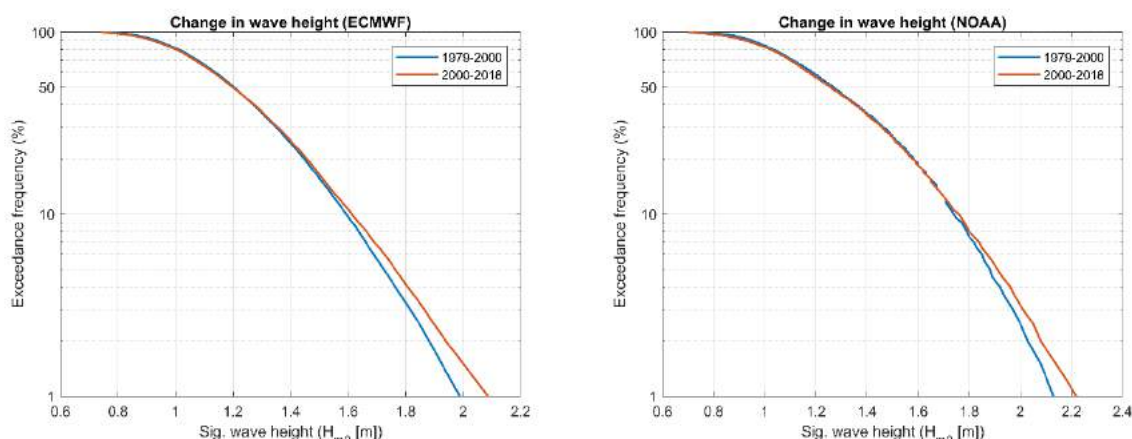 Change in wave height (ECMWF)
Exceedance frequency (%)
100
50
10
1
1979-2000
2000-2018
0.6 0.8 1 1.2 1.4 1.6 1.8 2 2.2
Sig. wave height (Hm0 [m])
Change in wave height (NOAA)
Exceedance frequency (%)
100
50
10
1
1979-2000
2000-2018
0.6 0.8 1 1.2 1.4 1.6 1.8 2 2.2 2.4
Sig. wave height (Hm0 [m])